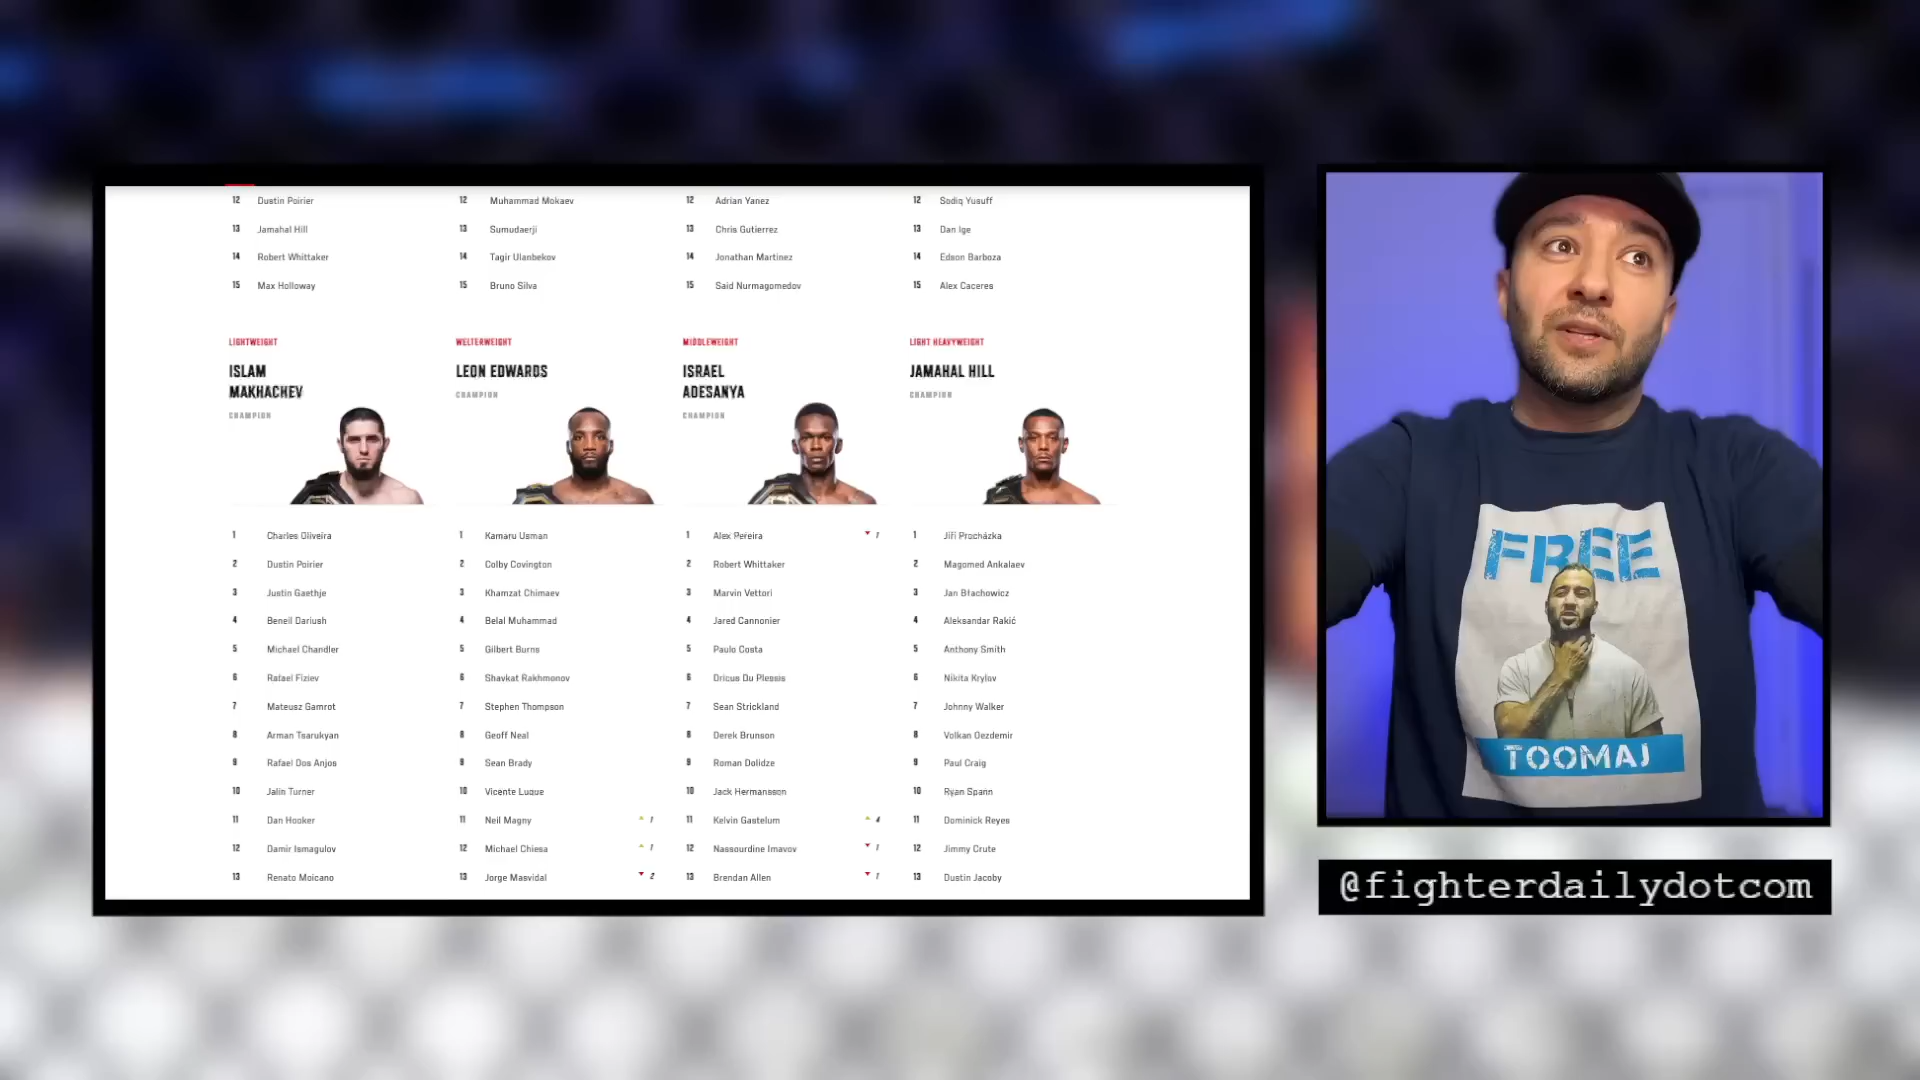 12 Dustin Poirier
13 Jamahal Hill
14 Robert Whittaker
15 Max Holloway
12 Muhammad Mokaev
13 Sumudaerji
14 Tagir Ulanbekov
15 Bruno Silva
12 Adrian Yanez
13 Chris Gutierrez
14 Jonathan Martinez
15 Said Nurmagomedov
12 Sodiq Yusuff
13 Dan Ige
14 Edson Barboza
15 Alex Caceres
LIGHTWEIGHT
ISLAM
MAKHACHEV
CHAMPION
1 Charles Oliveira
2 Dustin Poirier
3 Justin Gaethje
4 Beneil Dariush
5 Michael Chandler
6 Rafael Fiziev
7 Mateusz Gamrot
8 Arman Tsarukyan
9 Rafael Dos Anjos
10 Jalin Turner
11 Dan Hooker
12 Damir Ismagulov
13 Renato Moicano
WELTERWEIGHT
LEON EDWARDS
CHAMPION
1 Kamaru Usman
2 Colby Covington
3 Khamzat Chimaev
4 Belal Muhammad
5 Gilbert Burns
6 Shavkat Rakhmonov
7 Stephen Thompson
8 Geoff Neal
9 Sean Brady
10 Vicente Luque
11 Neil Magny 1
12 Michael Chiesa 1
13 Jorge Masvidal 2
MIDDLEWEIGHT
ISRAEL
ADESANYA
CHAMPION
1 Alex Pereira 1
2 Robert Whittaker
3 Marvin Vettori
4 Jared Cannonier
5 Paulo Costa
6 Dricus Du Plessis
7 Sean Strickland
8 Derek Brunson
9 Roman Dolidze
10 Jack Hermansson
11 Kelvin Gastelum 4
12 Nassourdine Imavov 1
13 Brendan Allen 1
LIGHT HEAVYWEIGHT
JAMAHAL HILL
CHAMPION
1 Jiří Procházka
2 Magomed Ankalaev
3 Jan Błachowicz
4 Aleksandar Rakić
5 Anthony Smith
6 Nikita Krylov
7 Johnny Walker
8 Volkan Oezdemir
9 Paul Craig
10 Ryan Spann
11 Dominick Reyes
12 Jimmy Crute
13 Dustin Jacoby
FREE
TOOMAJ
@fighterdailydotcom